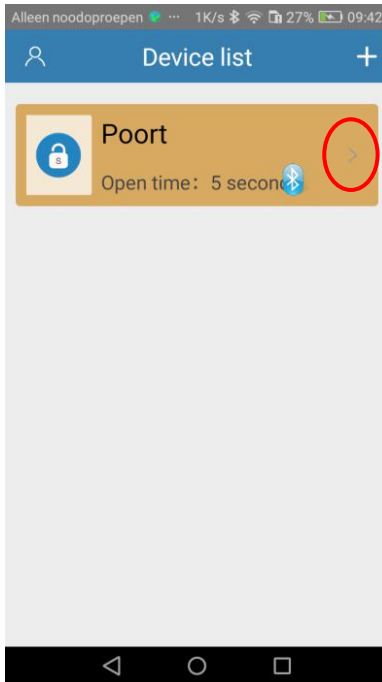 Alleen noodoproepen ··· 1K/s 27% 09:42
Device list +
Poort
S
Open time: 5 secon